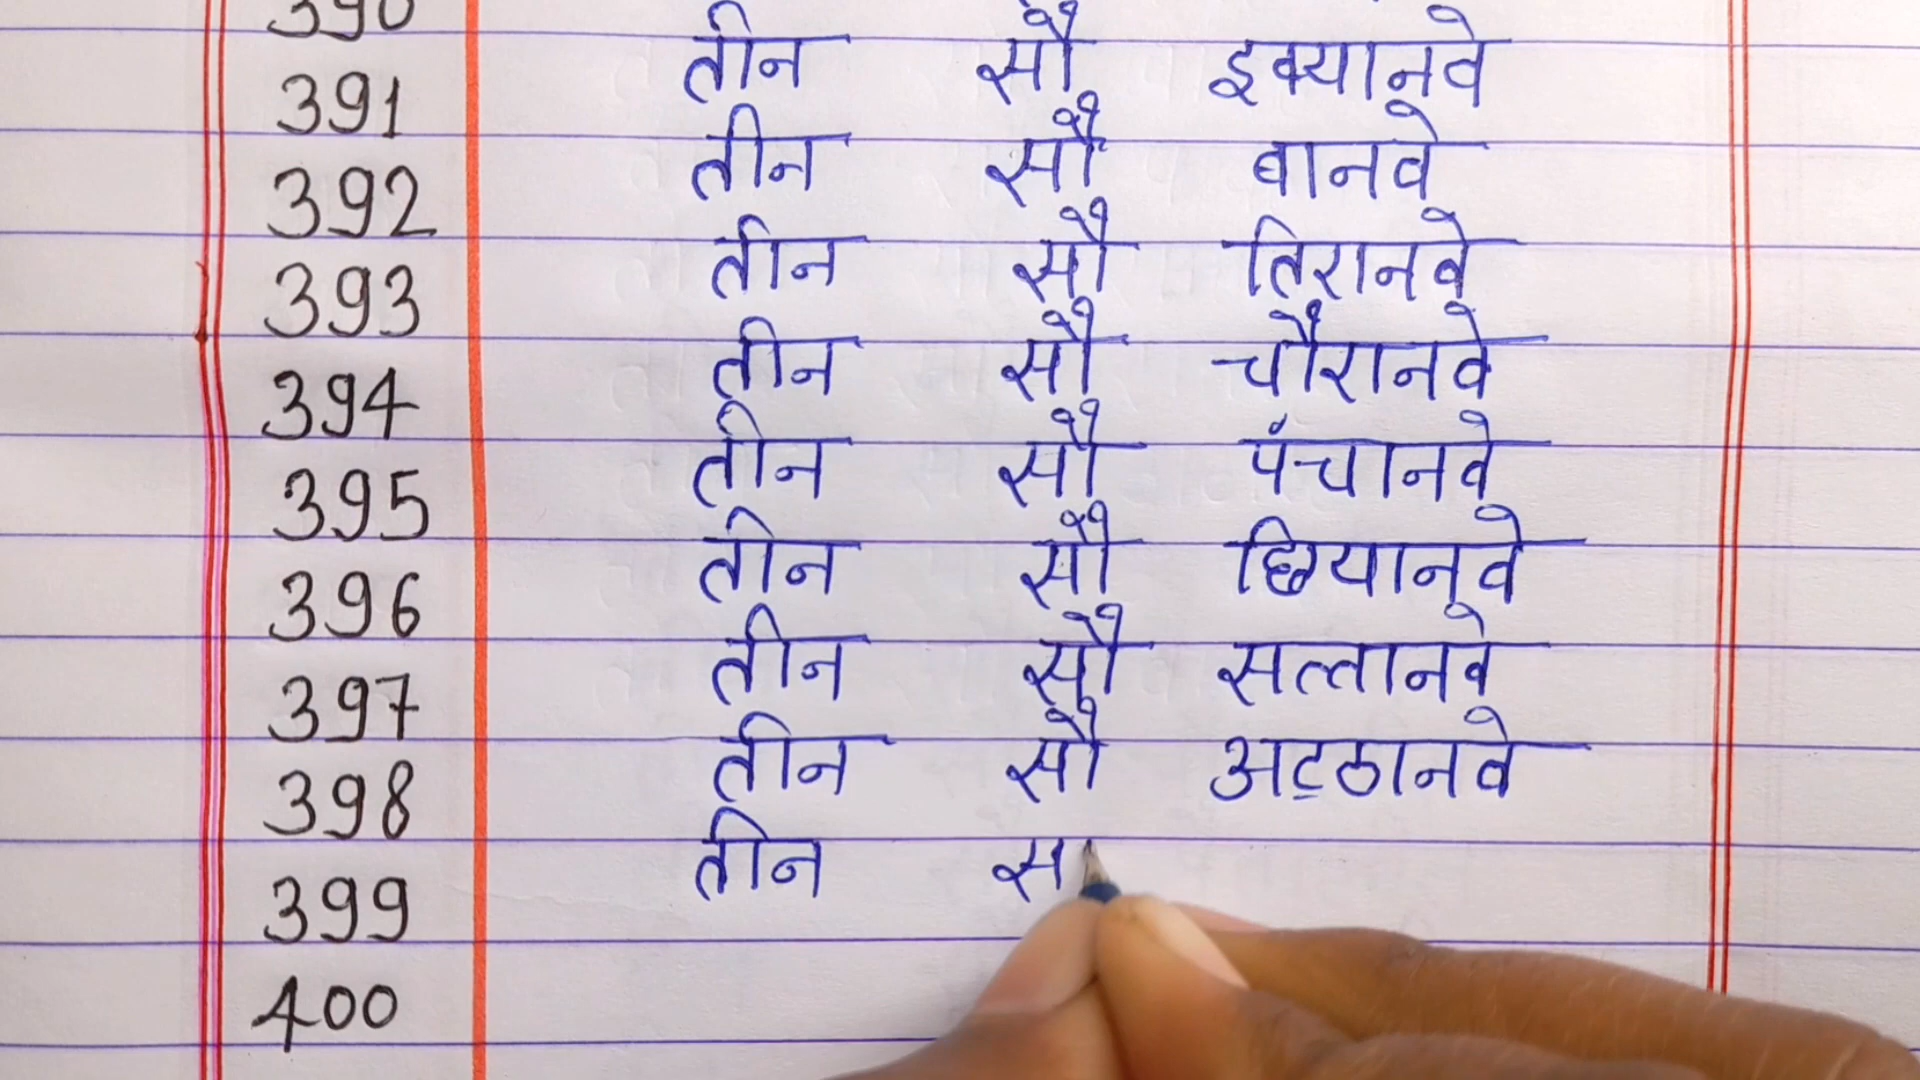 390
391 तीन सौ इक्यानवे
392 तीन सौ बानवे
393 तीन सौ तिरानवे
394 तीन सौ चौरानवे
395 तीन सौ पंचानवे
396 तीन सौ छियानवे
397 तीन सौ सत्तानवे
398 तीन सौ अट्ठानवे
399 तीन स
400